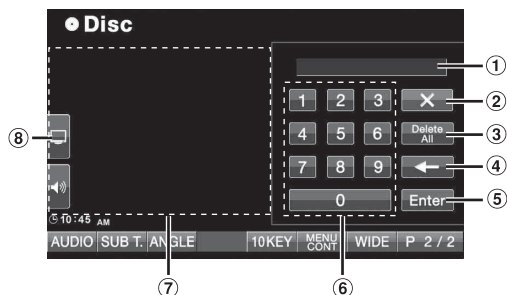 Disc
①
1 2 3 ✕ ②
4 5 6 Delete All ③
⑧
7 8 9 ← ④
0 Enter ⑤
10:45 AM
AUDIO SUB T. ANGLE 10KEY MENU CONT WIDE P 2/2
⑦ ⑥